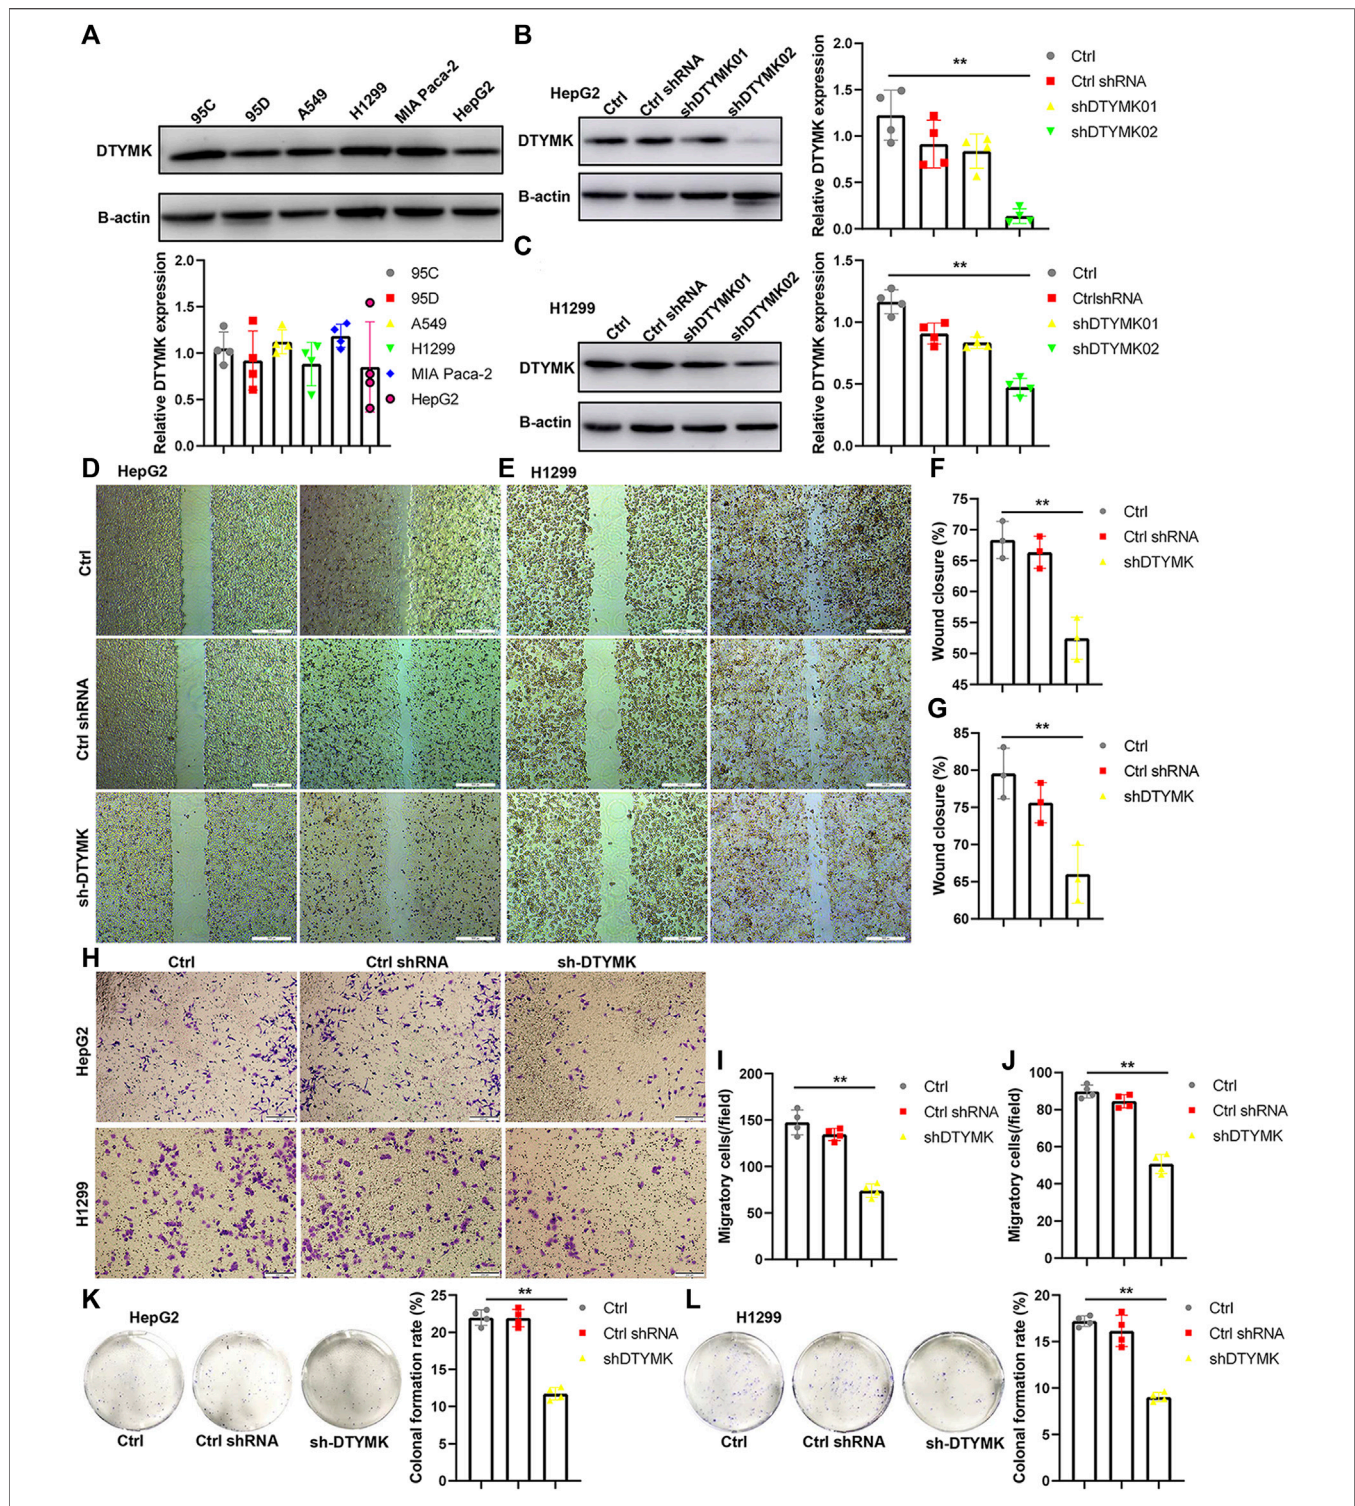 A
95C 95D A549 H1299 MIA Paca-2 HepG2
DTYMK
B-actin
Relative DTYMK expression
2.0
1.5
1.0
0.5
0.0
95C
95D
A549
H1299
MIA Paca-2
HepG2
B
HepG2
Ctrl Ctrl shRNA shDTYMK01 shDTYMK02
DTYMK
B-actin
Relative DTYMK expression
2.0
1.5
1.0
0.5
0.0
**
Ctrl
Ctrl shRNA
shDTYMK01
shDTYMK02
C
H1299
Ctrl Ctrl shRNA shDTYMK01 shDTYMK02
DTYMK
B-actin
Relative DTYMK expression
1.5
1.0
0.5
0.0
**
Ctrl
CtrlshRNA
shDTYMK01
shDTYMK02
D HepG2
E H1299
Ctrl
Ctrl shRNA
sh-DTYMK
F
Wound closure (%)
75
70
65
60
55
50
45
**
Ctrl
Ctrl shRNA
shDTYMK
G
Wound closure (%)
85
80
75
70
65
60
**
Ctrl
Ctrl shRNA
shDTYMK
H
Ctrl Ctrl shRNA sh-DTYMK
HepG2
H1299
I
Migratory cells(/field)
200
150
100
50
0
**
Ctrl
Ctrl shRNA
shDTYMK
J
Migratory cells(/field)
100
80
60
40
20
0
**
Ctrl
Ctrl shRNA
shDTYMK
K
HepG2
Ctrl Ctrl shRNA sh-DTYMK
Colonal formation rate (%)
25
20
15
10
5
0
**
Ctrl
Ctrl shRNA
shDTYMK
L
H1299
Ctrl Ctrl shRNA sh-DTYMK
Colonal formation rate (%)
20
15
10
5
0
**
Ctrl
Ctrl shRNA
shDTYMK